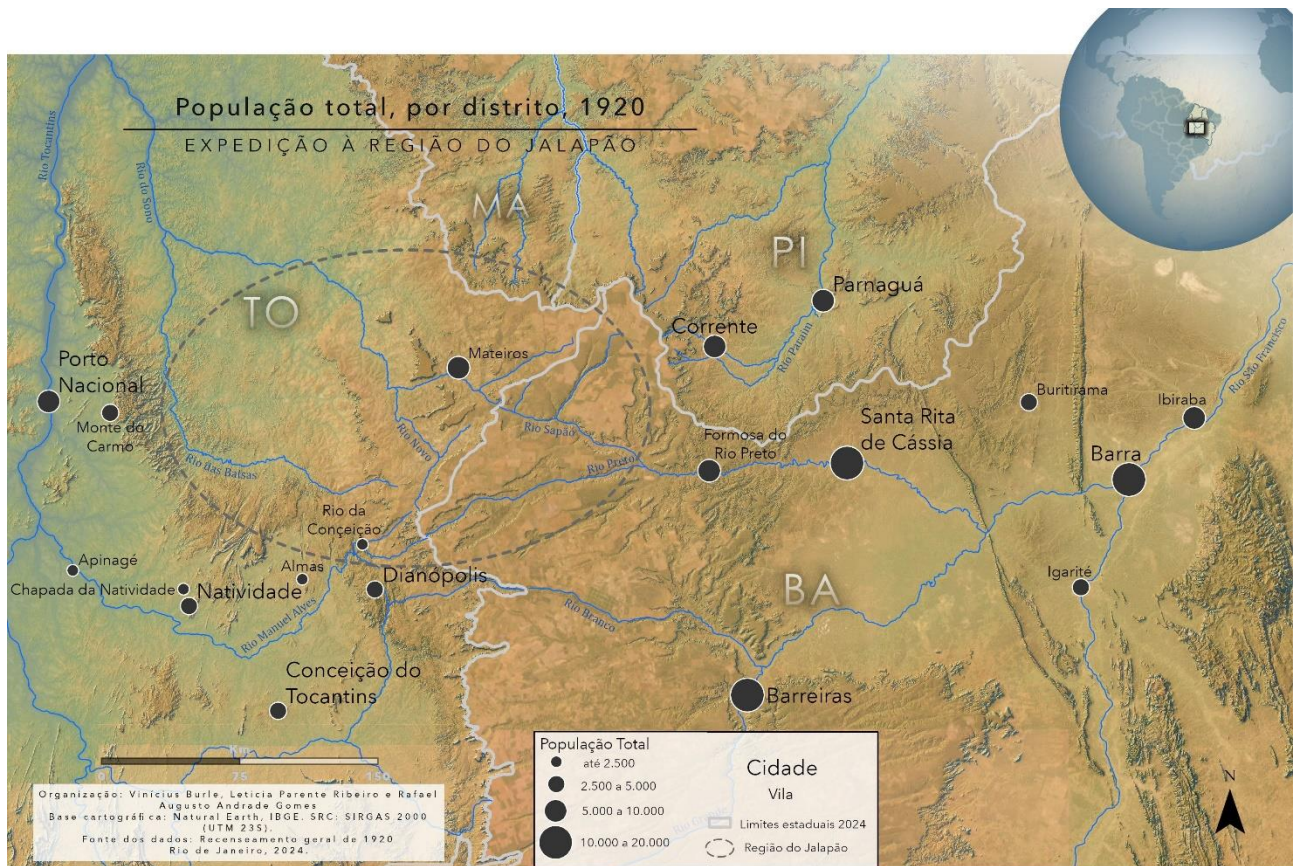 População total, por distrito, 1920
EXPEDIÇÃO À REGIÃO DO JALAPÃO
Rio Tocantins
Rio do Sono
MA
PI
TO
Parnaguá
Corrente
Rio Paraim
Mateiros
Porto
Nacional
Monte do
Carmo
Buritirama
Ibiraba
Rio São Francisco
Santa Rita
de Cássia
Formosa do
Rio Preto
Barra
Rio Novo
Rio Sapão
Rio Preto
Rio das Balsas
Rio da
Conceição
Apinagé
Almas
Chapada da Natividade
Natividade
Dianópolis
Igarité
BA
Rio Manuel Alves
Rio Branco
Conceição do
Tocantins
Barreiras
Km
0 75 150
Organização: Vinícius Burle, Leticia Parente Ribeiro e Rafael
Augusto Andrade Gomes
Base cartográfica: Natural Earth, IBGE. SRC: SIRGAS 2000
(UTM 23S).
Fonte dos dados: Recenseamento geral de 1920
Rio de Janeiro, 2024.
População Total
até 2.500
2.500 a 5.000
5.000 a 10.000
10.000 a 20.000
Cidade
Vila
Limites estaduais 2024
Região do Jalapão
N